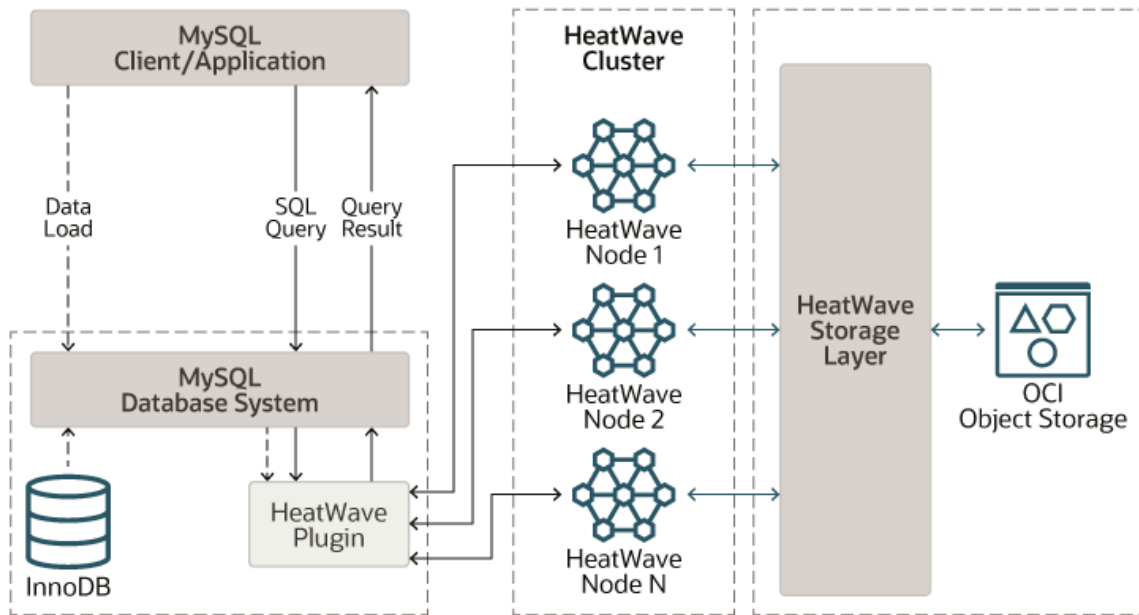 MySQL
Client/Application
Data
Load
SQL
Query
Query
Result
MySQL
Database System
InnoDB
HeatWave
Plugin
HeatWave
Cluster
HeatWave
Node 1
HeatWave
Node 2
HeatWave
Node N
HeatWave
Storage
Layer
OCI
Object Storage